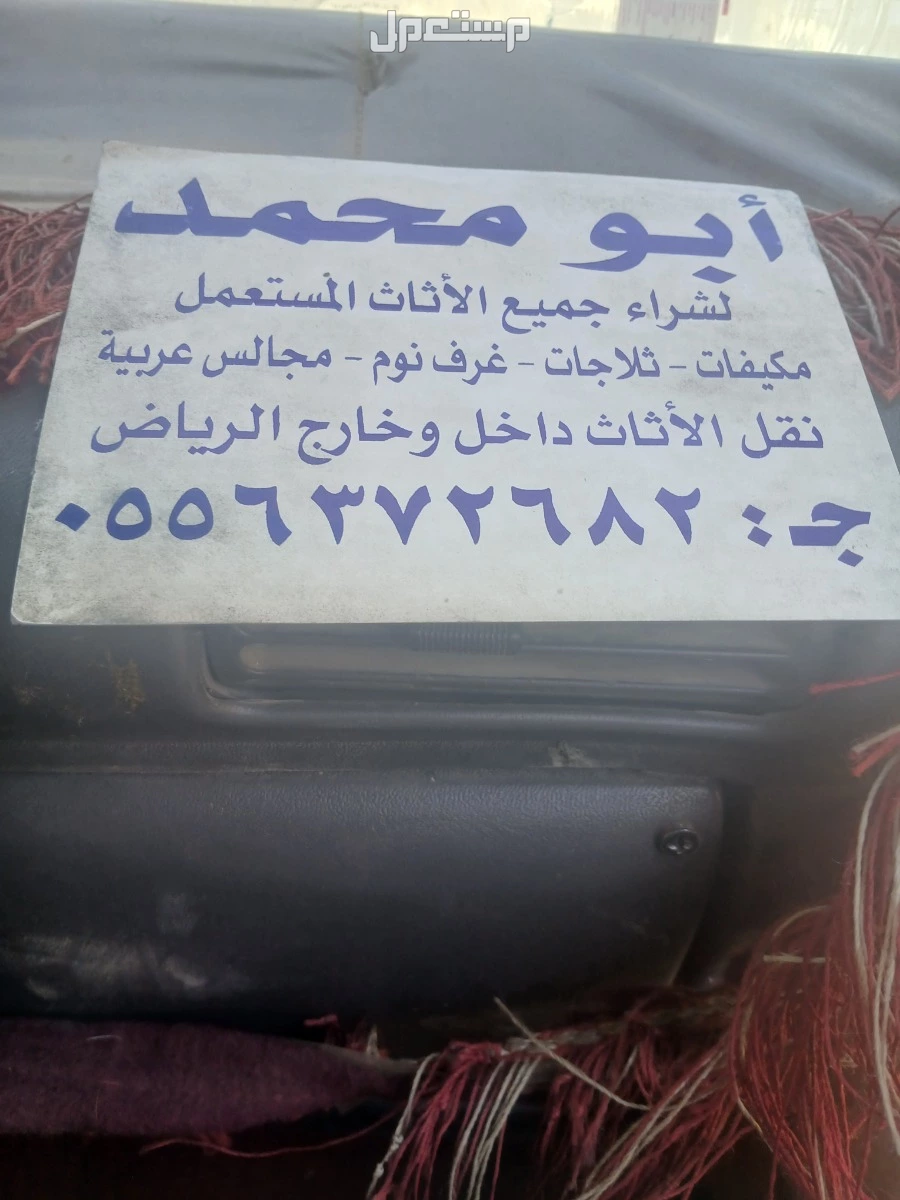 مستعمل
أبو محمد
لشراء جميع الأثاث المستعمل
مكيفات - ثلاجات - غرف نوم - مجالس عربية
نقل الأثاث داخل وخارج الرياض
ج: ٠٥٥٦٣٧٢٦٨٢